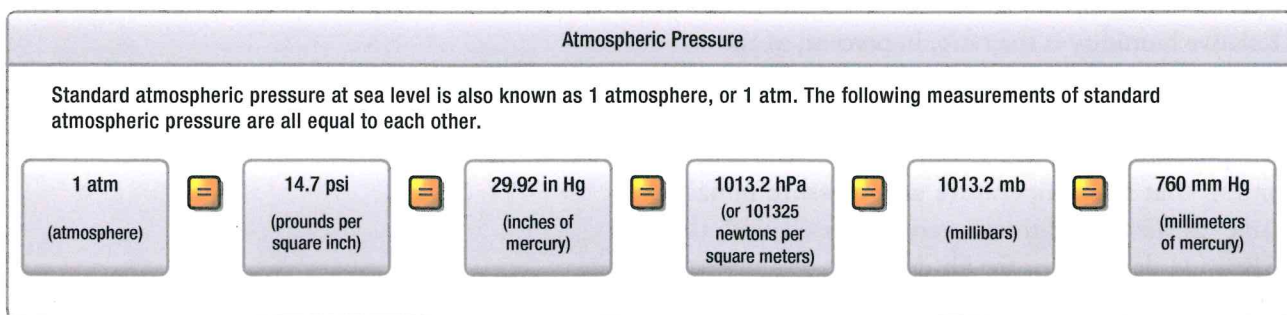 Atmospheric Pressure
Standard atmospheric pressure at sea level is also known as 1 atmosphere, or 1 atm. The following measurements of standard
atmospheric pressure are all equal to each other.
1 atm
(atmosphere)
=
14.7 psi
(prounds per
square inch)
=
29.92 in Hg
(inches of
mercury)
=
1013.2 hPa
(or 101325
newtons per
square meters)
=
1013.2 mb
(millibars)
=
760 mm Hg
(millimeters
of mercury)